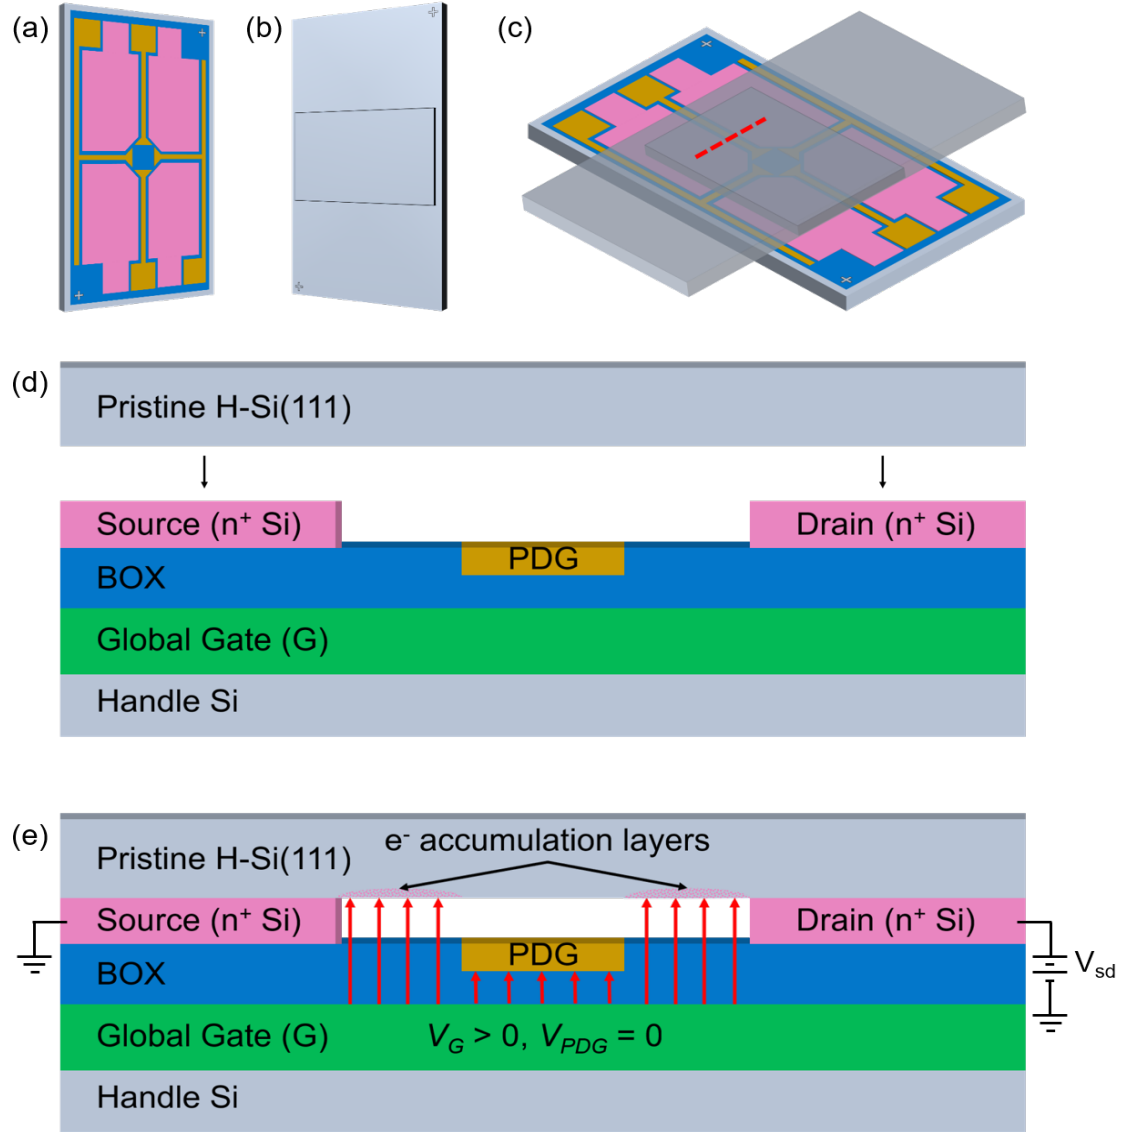 (a)
(b)
(c)
(d)
Pristine H-Si(111)
Source (n⁺ Si)
Drain (n⁺ Si)
PDG
BOX
Global Gate (G)
Handle Si
(e)
e⁻ accumulation layers
Pristine H-Si(111)
Source (n⁺ Si)
Drain (n⁺ Si)
PDG
BOX
V_sd
Global Gate (G)
V_G > 0, V_PDG = 0
Handle Si